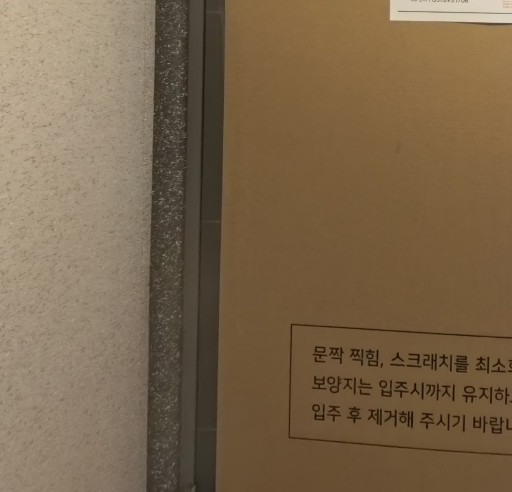 문짝 찍힘, 스크래치를 최소
보양지는 입주시까지 유지하
입주 후 제거해 주시기 바랍